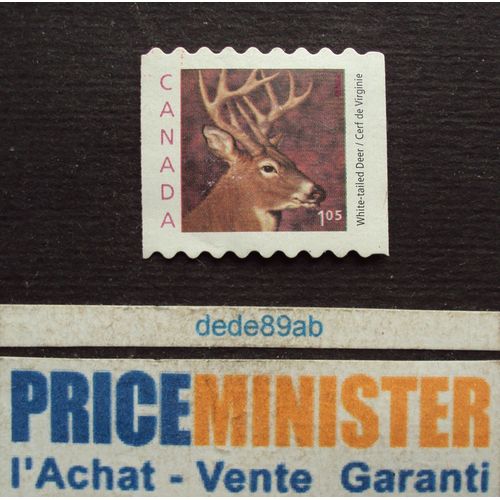 CANADA
1.05
White-tailed Deer / Cerf de Virginie
dede89ab
PRICEMINISTER
l'Achat - Vente Garanti